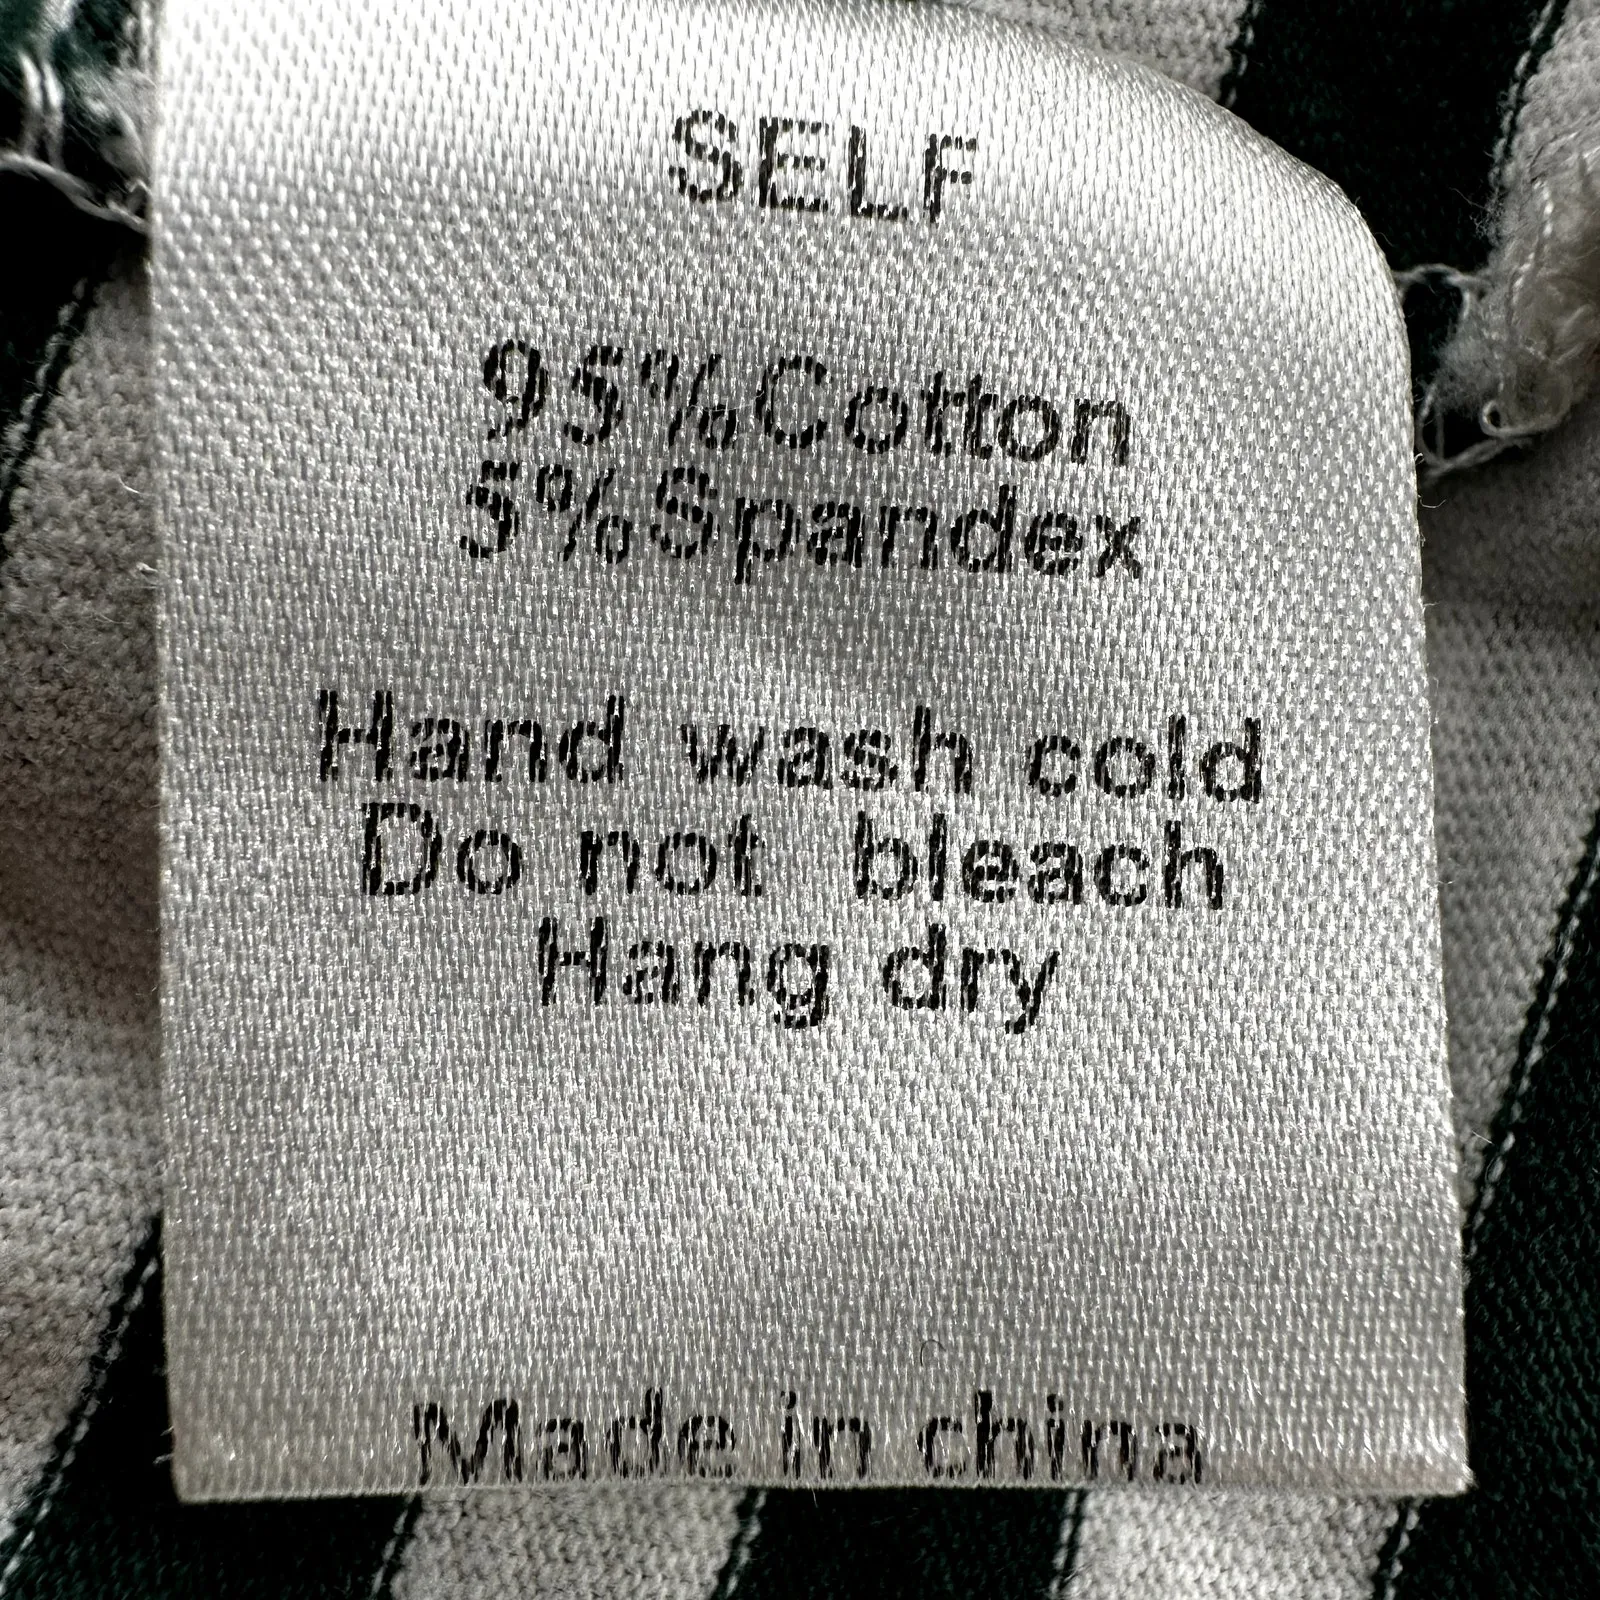 SELF
95%Cotton
5%Spandex
Hand wash cold
Do not bleach
Hang dry
Made in china